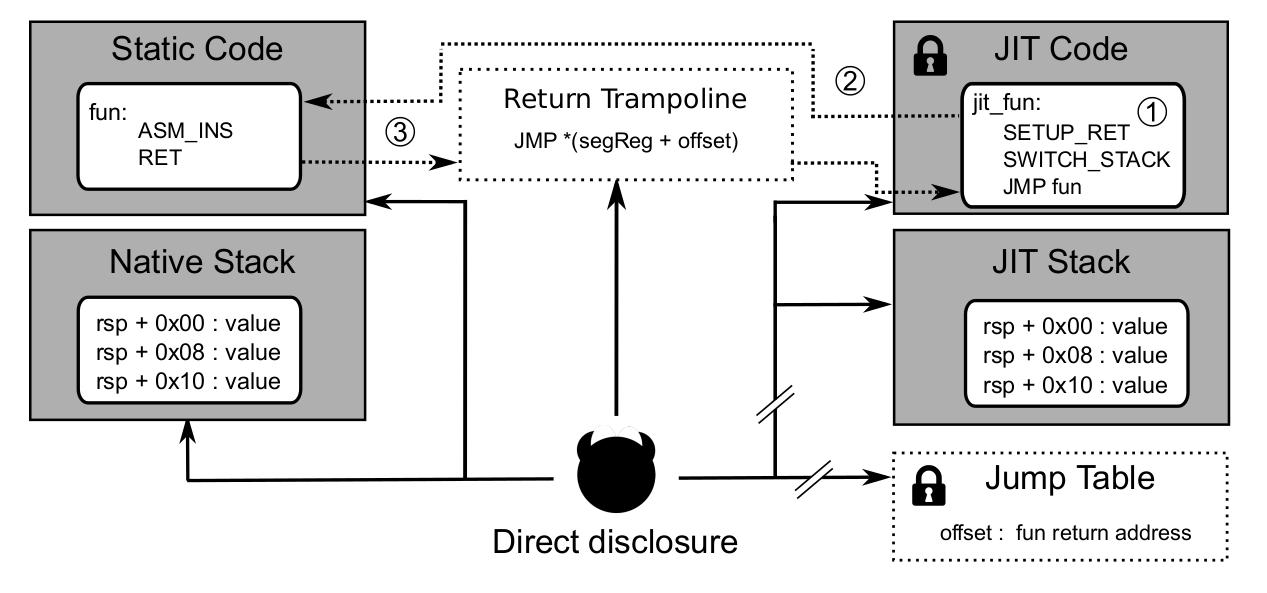 Static Code
fun:
ASM_INS
RET
③
Return Trampoline
JMP *(segReg + offset)
②
JIT Code
jit_fun:
①
SETUP_RET
SWITCH_STACK
JMP fun
Native Stack
rsp + 0x00 : value
rsp + 0x08 : value
rsp + 0x10 : value
JIT Stack
rsp + 0x00 : value
rsp + 0x08 : value
rsp + 0x10 : value
Direct disclosure
Jump Table
offset : fun return address